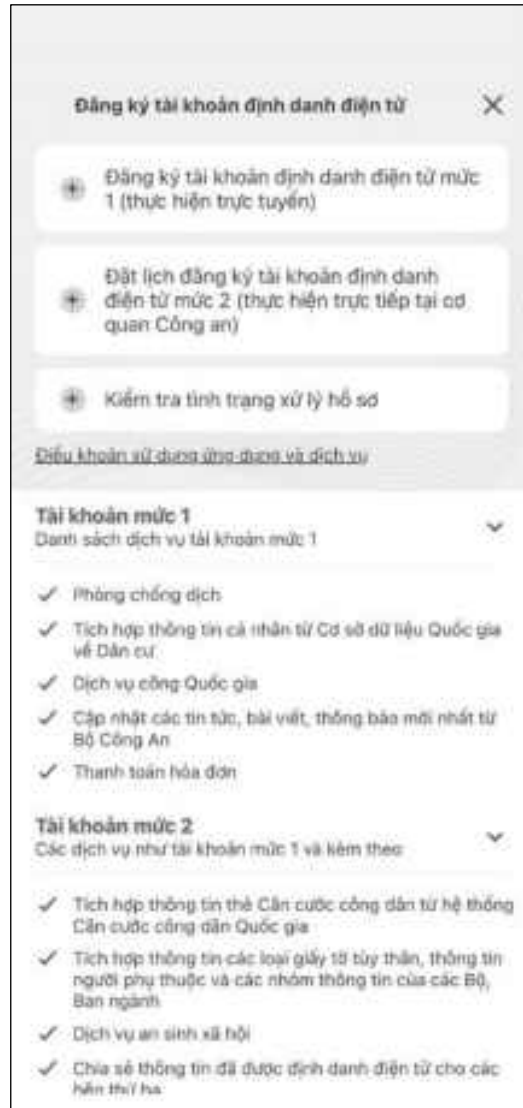 Đăng ký tài khoản định danh điện tử
Đăng ký tài khoản định danh điện tử mức
1 (thực hiện trực tuyến)
Đặt lịch đăng ký tài khoản định danh
điện tử mức 2 (thực hiện trực tiếp tại cơ
quan Công an)
Kiểm tra tình trạng xử lý hồ sơ
Điều khoản sử dụng ứng dụng và dịch vụ
Tài khoản mức 1
Danh sách dịch vụ tài khoản mức 1
Phòng chống dịch
Tích hợp thông tin cá nhân từ Cơ sở dữ liệu Quốc gia
về Dân cư
Dịch vụ công Quốc gia
Cập nhật các tin tức, bài viết, thông báo mới nhất từ
Bộ Công An
Thanh toán hóa đơn
Tài khoản mức 2
Các dịch vụ như tài khoản mức 1 và kèm theo
Tích hợp thông tin thẻ Căn cước công dân từ hệ thống
Căn cước công dân Quốc gia
Tích hợp thông tin các loại giấy tờ tùy thân, thông tin
người phụ thuộc và các nhóm thông tin của các Bộ,
Ban ngành
Dịch vụ an sinh xã hội
Chia sẻ thông tin đã được định danh điện tử cho các
bên thứ ba